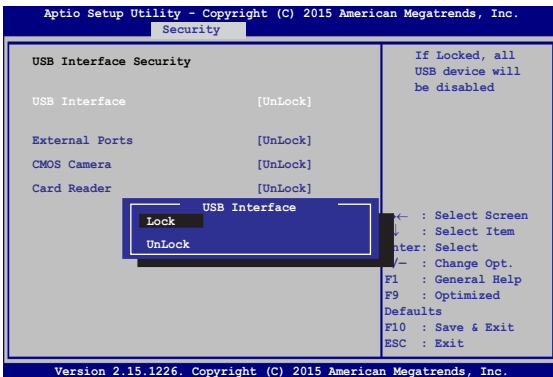 Aptio Setup Utility - Copyright (C) 2015 American Megatrends, Inc.
Security
USB Interface Security
USB Interface [UnLock]
External Ports [UnLock]
CMOS Camera [UnLock]
Card Reader [UnLock]
USB Interface
Lock
UnLock
If Locked, all
USB device will
be disabled
→← : Select Screen
↓ : Select Item
nter: Select
/— : Change Opt.
F1 : General Help
F9 : Optimized
Defaults
F10 : Save & Exit
ESC : Exit
Version 2.15.1226. Copyright (C) 2015 American Megatrends, Inc.